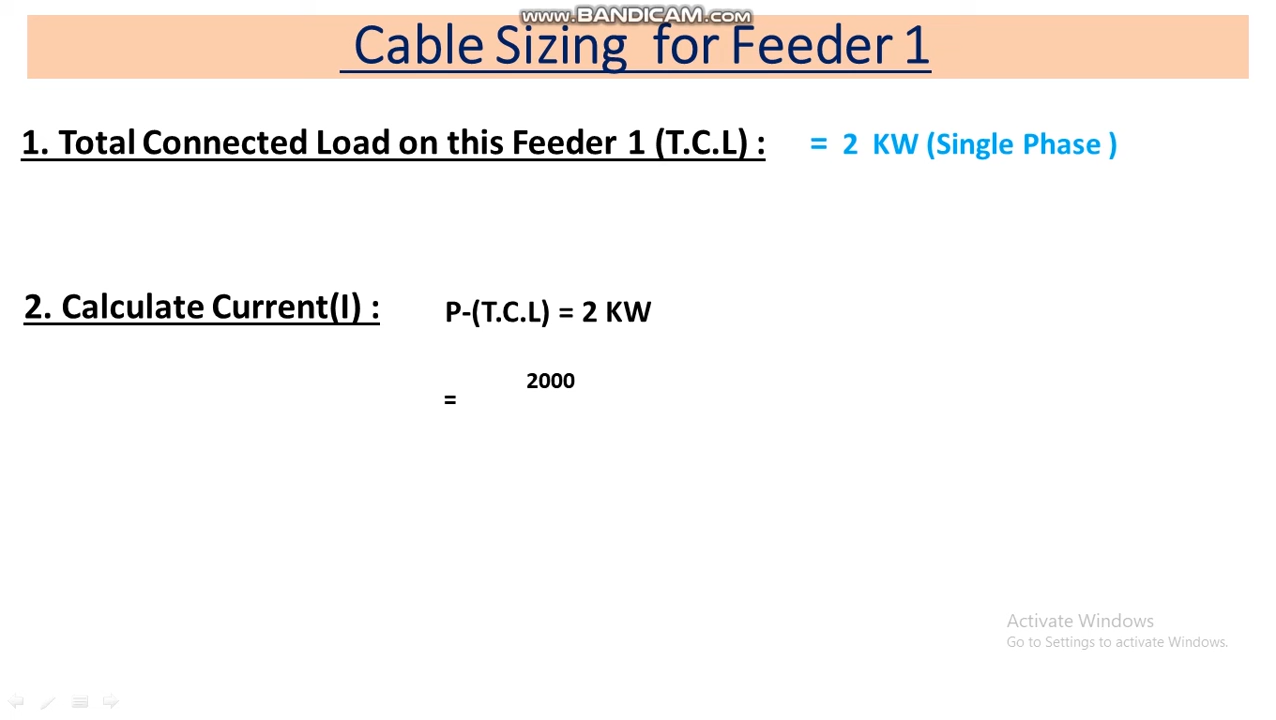 www.BANDICAM.com
Cable Sizing for Feeder 1
1. Total Connected Load on this Feeder 1 (T.C.L) : = 2 KW (Single Phase )
2. Calculate Current(I) : P-(T.C.L) = 2 KW
2000
=
Activate Windows
Go to Settings to activate Windows.